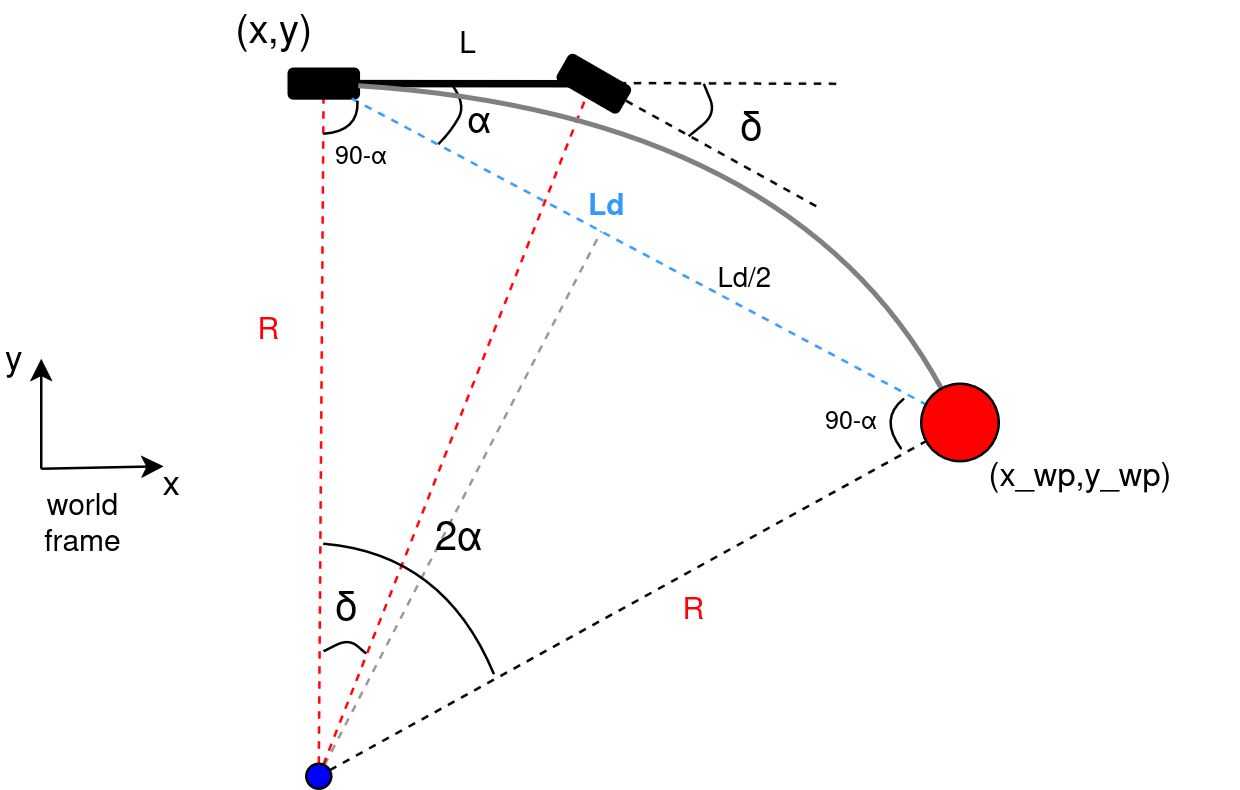 (x,y)
L
α
δ
90-α
Ld
Ld/2
R
y
90-α
(x_wp,y_wp)
x
world
frame
2α
δ
R